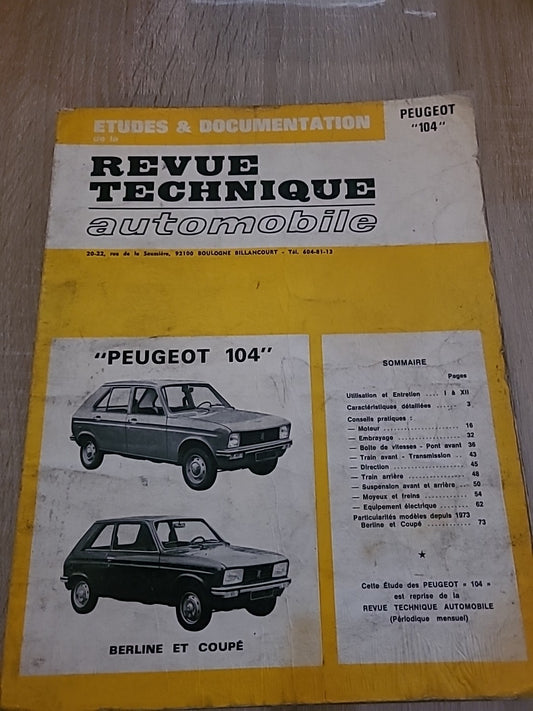 ETUDES & DOCUMENTATION
de la
PEUGEOT
"104"
REVUE
TECHNIQUE
automobile
20-22, rue de la Saussière, 92100 BOULOGNE BILLANCOURT - Tél. 604-81-13
"PEUGEOT 104"
BERLINE ET COUPÉ
SOMMAIRE
Pages
Utilisation et Entretien .... I à XII
Caractéristiques détaillées ...... 3
Conseils pratiques :
— Moteur .................... 16
— Embrayage ................. 32
— Boîte de vitesses - Pont avant 36
— Train avant - Transmission .. 43
— Direction .................. 45
— Train arrière ............... 48
— Suspension avant et arrière ... 50
— Moyeux et freins ............ 54
— Equipement électrique ....... 62
Particularités modèles depuis 1973
Berline et Coupé ............ 73
★
Cette Étude des PEUGEOT « 104 »
est reprise de la
REVUE TECHNIQUE AUTOMOBILE
(Périodique mensuel)